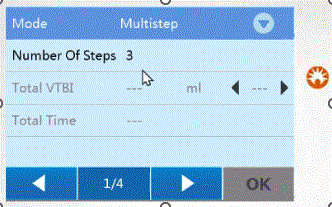 Mode Multistep
Number Of Steps 3
Total VTBI --- ml ---
Total Time ---
1/4 OK